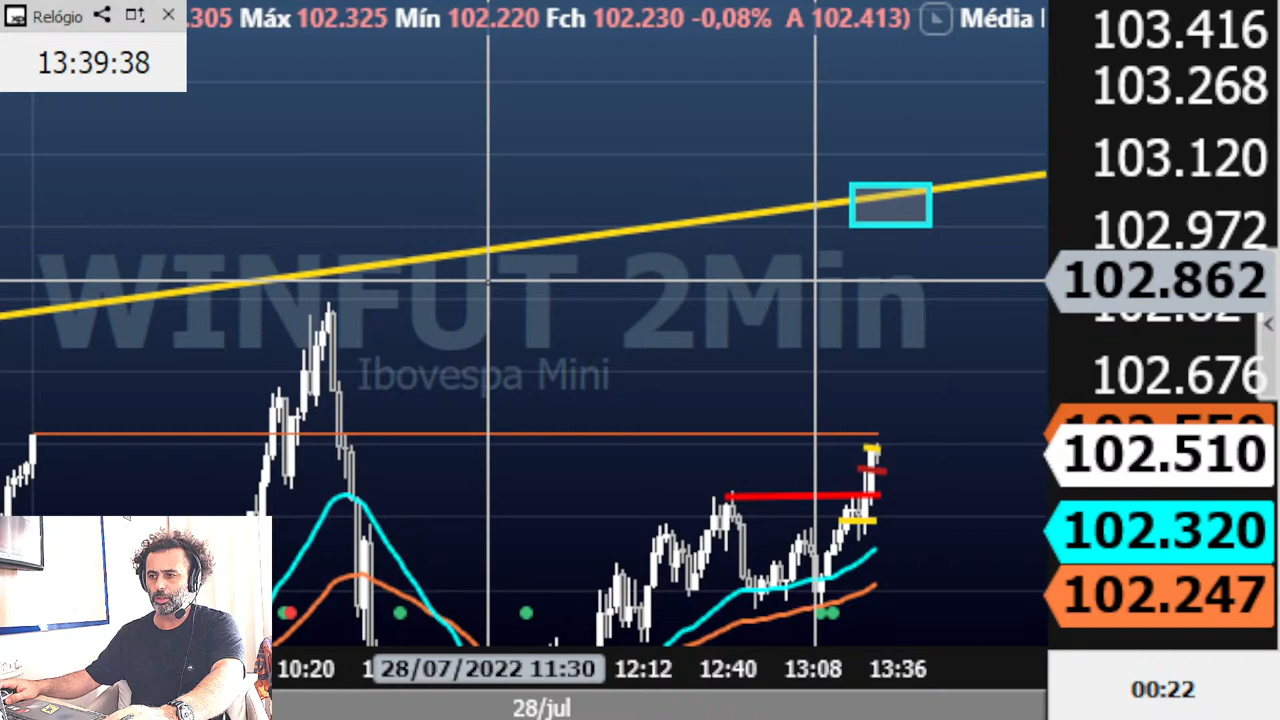 Relógio
.305 Máx 102.325 Mín 102.220 Fch 102.230 -0,08% A 102.413) Média
13:39:38
103.416
103.268
103.120
102.972
102.862
102.676
102.510
102.320
102.247
WINFUT 2Min
Ibovespa Mini
10:20 28/07/2022 11:30 12:12 12:40 13:08 13:36
28/jul
00:22